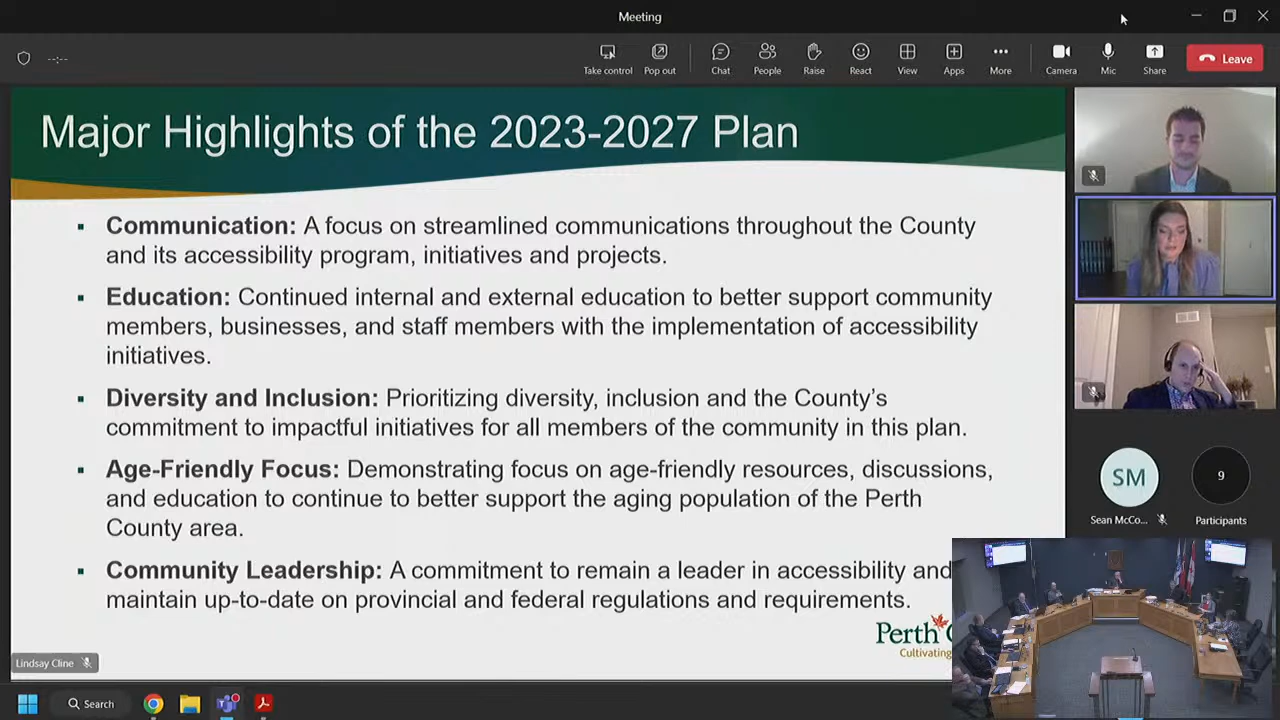 Meeting
--:--
Take control
Pop out
Chat
People
Raise
React
View
Apps
More
Camera
Mic
Share
Leave
Major Highlights of the 2023-2027 Plan
▪ Communication: A focus on streamlined communications throughout the County
and its accessibility program, initiatives and projects.
▪ Education: Continued internal and external education to better support community
members, businesses, and staff members with the implementation of accessibility
initiatives.
▪ Diversity and Inclusion: Prioritizing diversity, inclusion and the County's
commitment to impactful initiatives for all members of the community in this plan.
▪ Age-Friendly Focus: Demonstrating focus on age-friendly resources, discussions,
and education to continue to better support the aging population of the Perth
County area.
▪ Community Leadership: A commitment to remain a leader in accessibility and
maintain up-to-date on provincial and federal regulations and requirements.
Perth C
Cultivating
Lindsay Cline
SM
Sean McCo...
9
Participants
Search